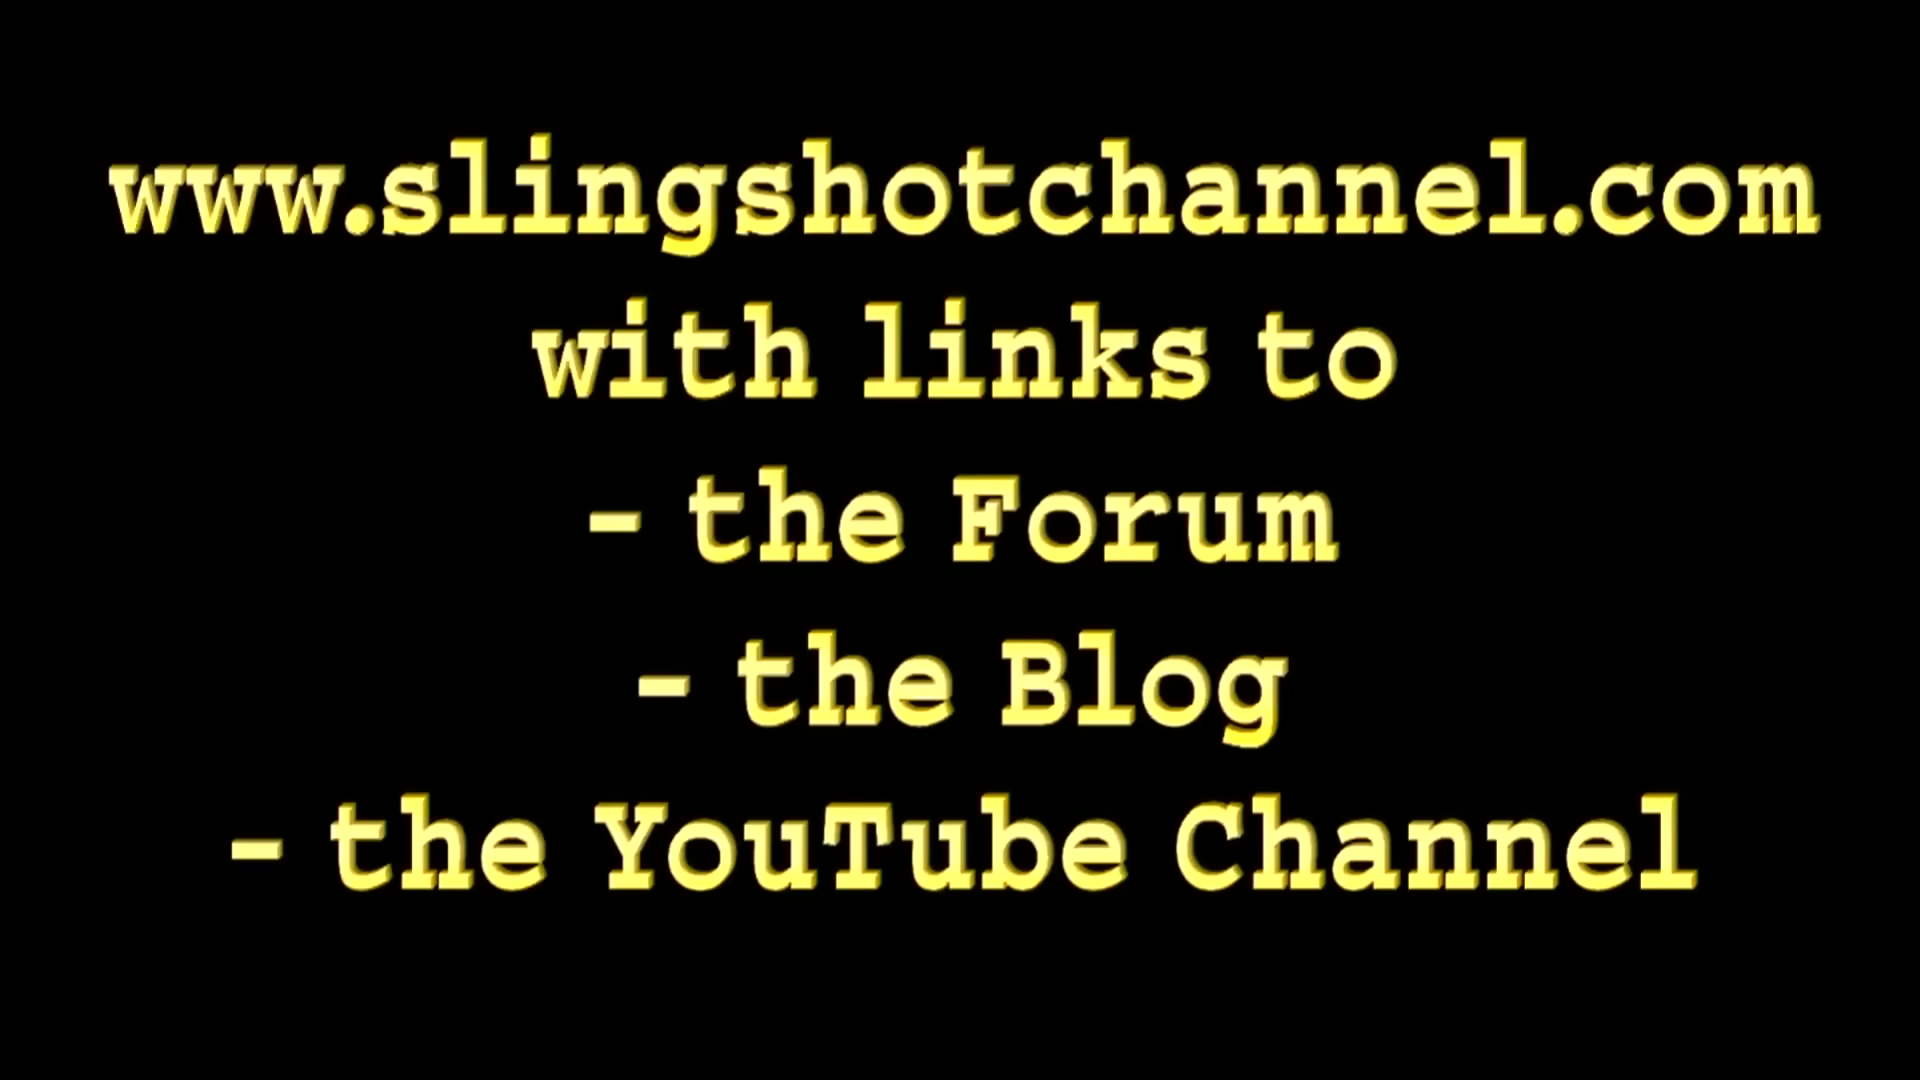 www.slingshotchannel.com
with links to
- the Forum
- the Blog
- the YouTube Channel